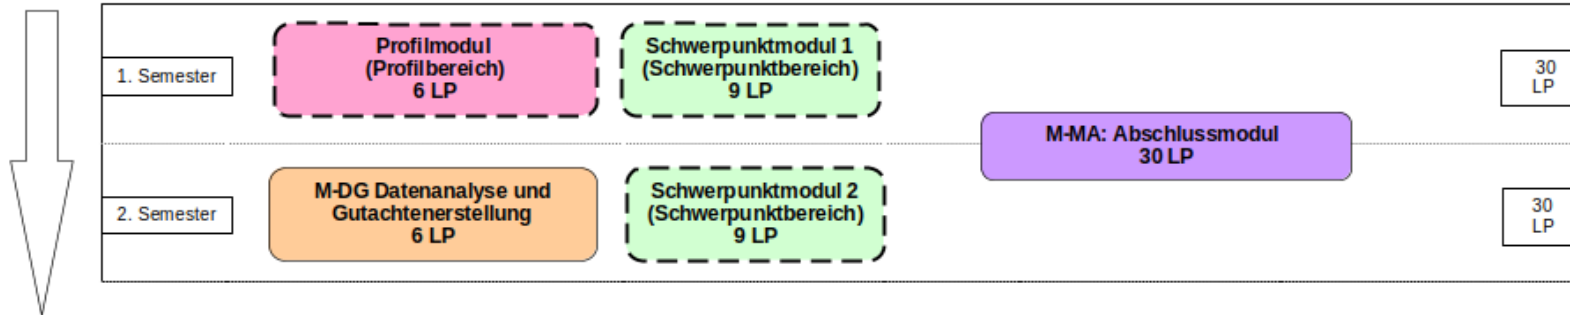 1. Semester
Profilmodul
(Profilbereich)
6 LP
Schwerpunktmodul 1
(Schwerpunktbereich)
9 LP
30
LP
M-MA: Abschlussmodul
30 LP
2. Semester
M-DG Datenanalyse und
Gutachtenerstellung
6 LP
Schwerpunktmodul 2
(Schwerpunktbereich)
9 LP
30
LP